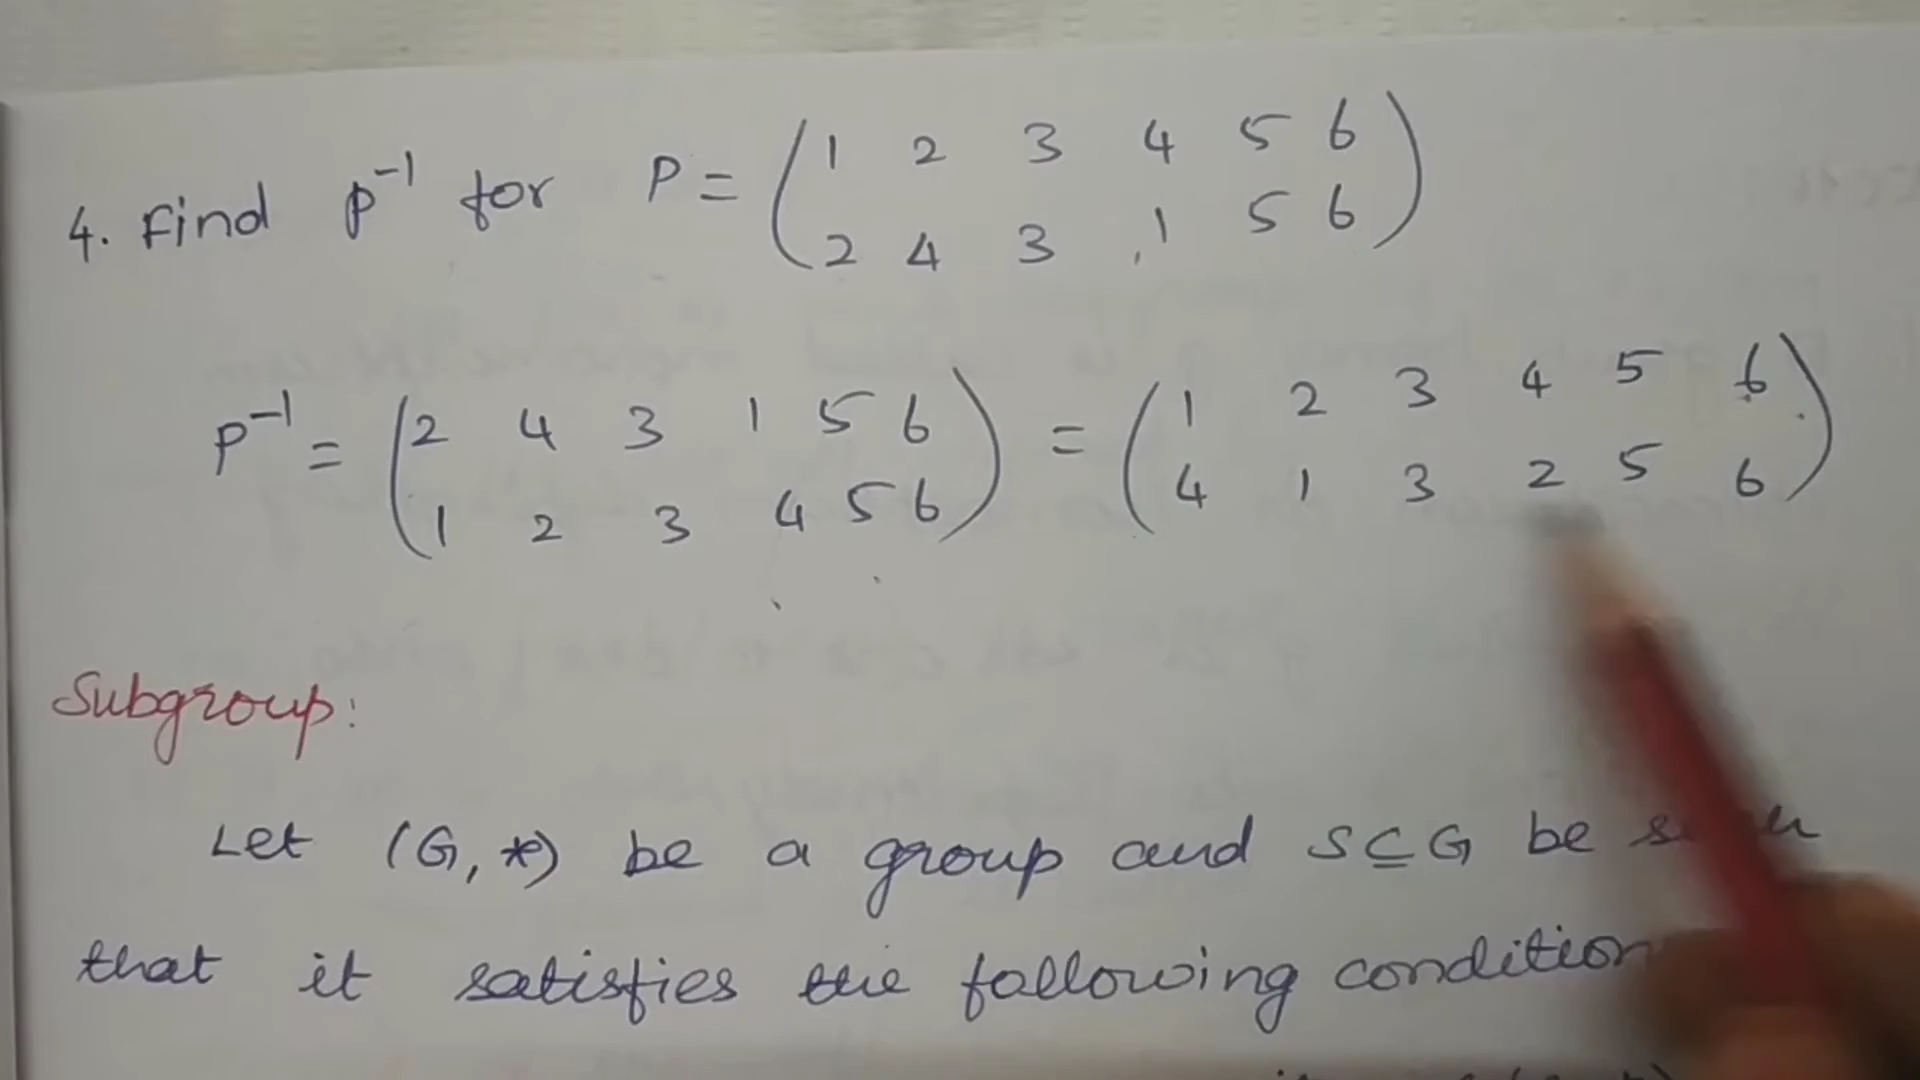 4. Find P⁻¹ for P = ( 1 2 3 4 5 6
2 4 3 1 5 6 )
P⁻¹ = ( 2 4 3 1 5 6 ) = ( 1 2 3 4 5 6 )
( 1 2 3 4 5 6 ) ( 4 1 3 2 5 6 )
Subgroup:
Let (G, *) be a group and S ⊆ G be
that it satisfies the following condition